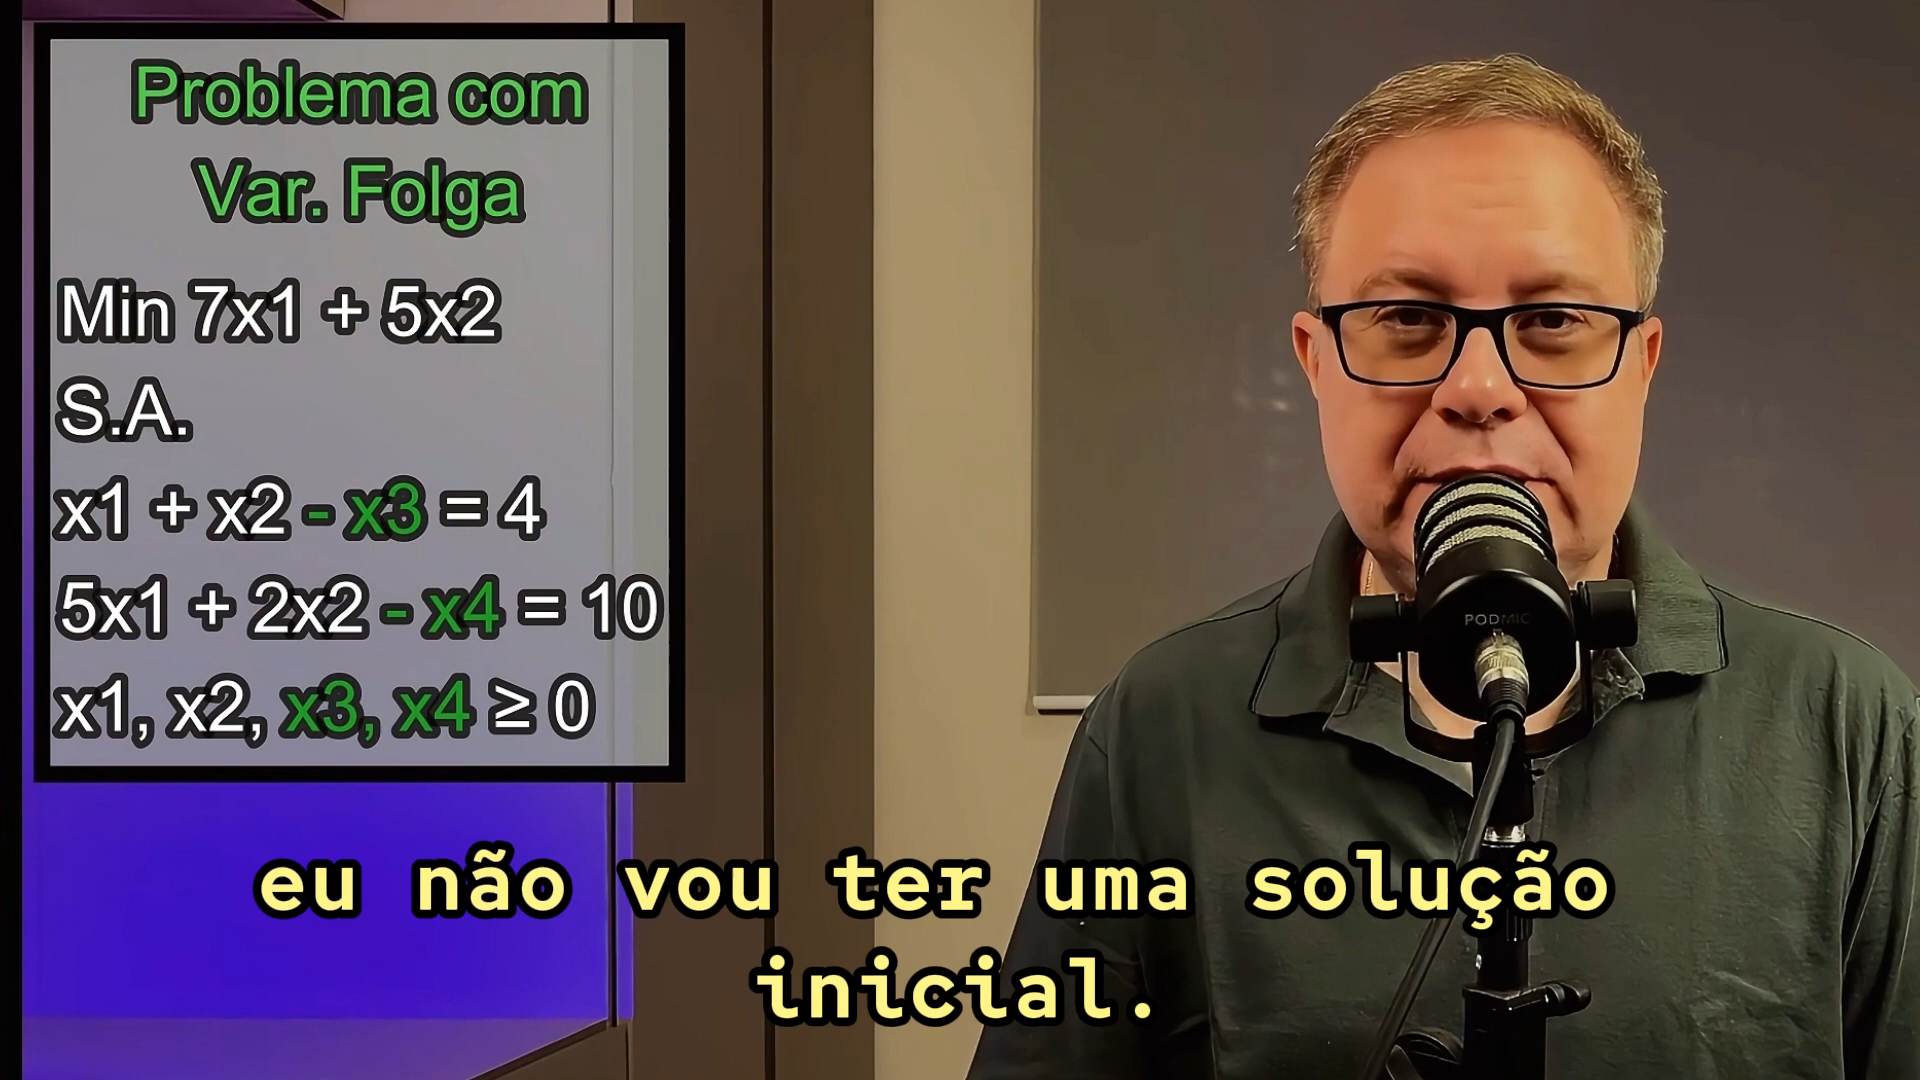 Problema com
Var. Folga
Min 7x1 + 5x2
S.A.
x1 + x2 - x3 = 4
5x1 + 2x2 - x4 = 10
x1, x2, x3, x4 ≥ 0
PODMIC
eu não vou ter uma solução
inicial.